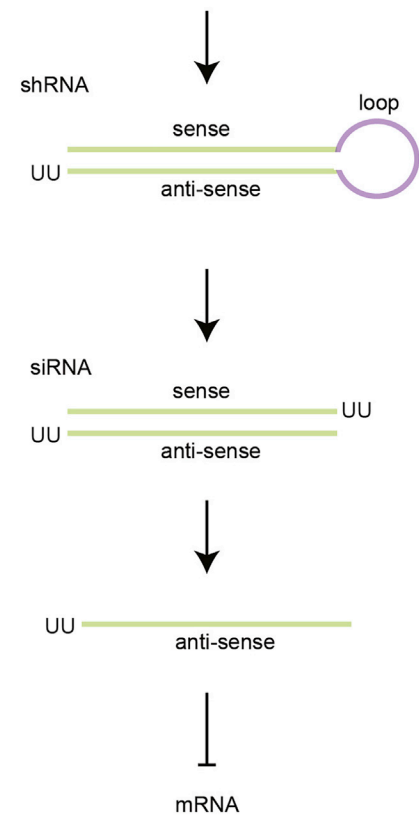 shRNA
loop
sense
UU
anti-sense
siRNA
sense
UU
UU
anti-sense
UU
anti-sense
mRNA